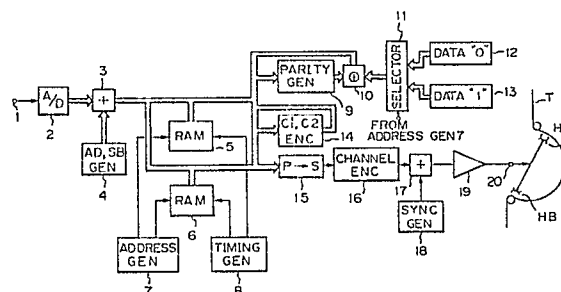 1
A/D
2
3
+
AD, SB
GEN
4
RAM
5
RAM
6
ADDRESS
GEN
7
TIMING
GEN
8
PARITY
GEN
9
10
11
SELECTOR
FROM
ADDRESS GEN7
DATA "0"
12
DATA "1"
13
C1, C2
ENC
14
P→S
15
CHANNEL
ENC
16
17
+
SYNC
GEN
18
19
20
T
H
HB